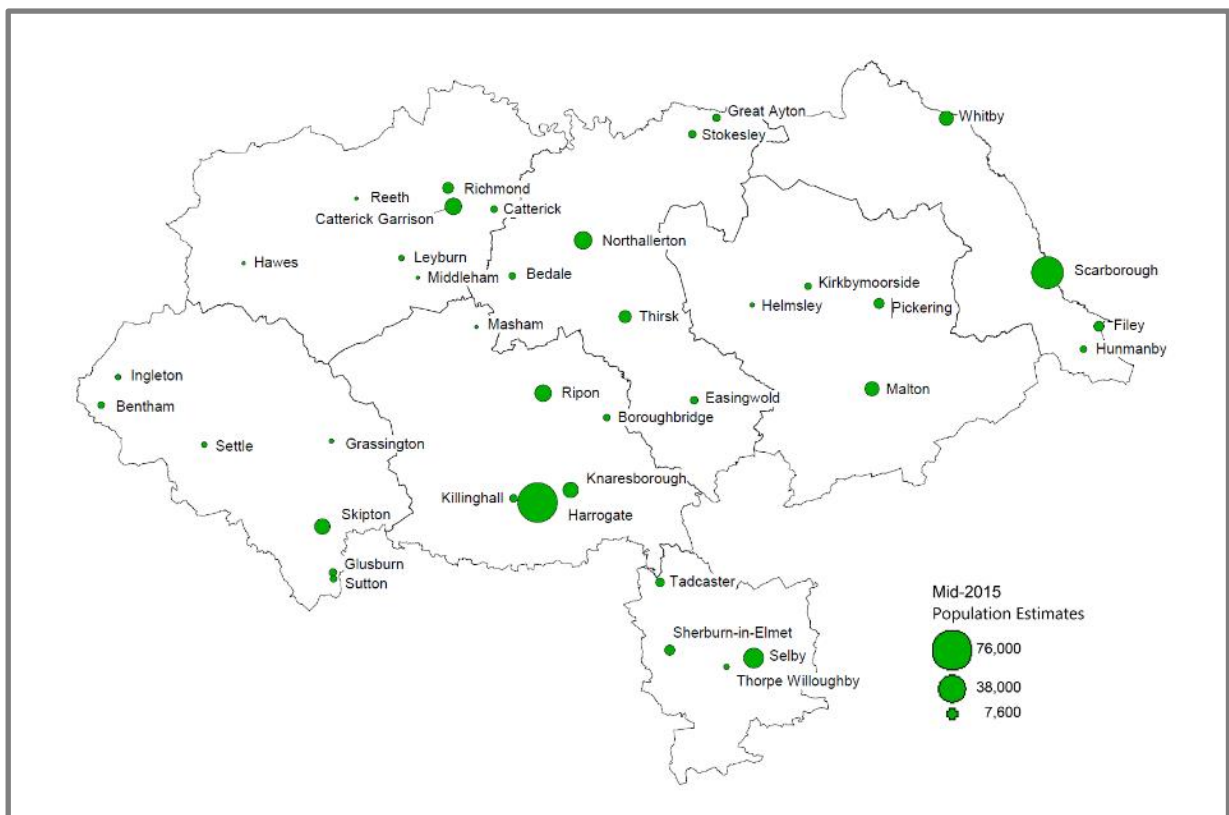 Great Ayton
Whitby
Stokesley
Reeth
Richmond
Catterick Garrison
Catterick
Northallerton
Hawes
Leyburn
Middleham
Bedale
Scarborough
Kirkbymoorside
Helmsley
Pickering
Masham
Thirsk
Filey
Hunmanby
Ingleton
Bentham
Ripon
Easingwold
Malton
Boroughbridge
Settle
Grassington
Knaresborough
Killinghall
Harrogate
Skipton
Glusburn
Sutton
Tadcaster
Sherburn-in-Elmet
Selby
Thorpe Willoughby
Mid-2015
Population Estimates
76,000
38,000
7,600